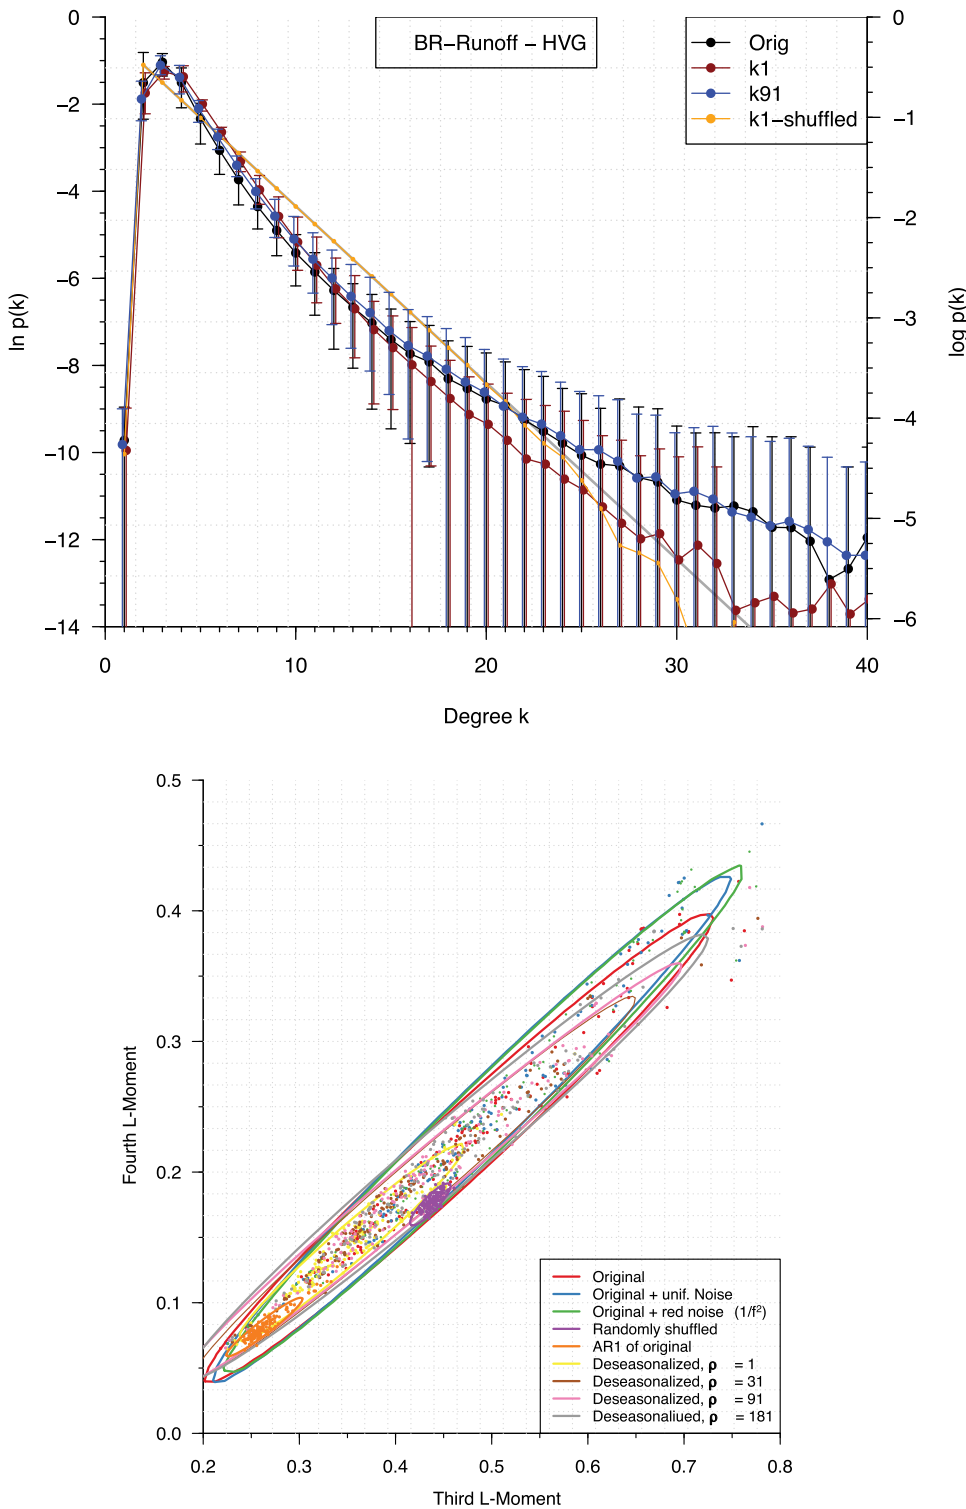 BR−Runoff − HVG
Orig
k1
k91
k1−shuffled
0
−2
−4
−6
−8
−10
−12
−14
ln p(k)
0
−1
−2
−3
−4
−5
−6
log p(k)
0 10 20 30 40
Degree k
0.5
0.4
0.3
0.2
0.1
0.0
Fourth L-Moment
Original
Original + unif. Noise
Original + red noise (1/f²)
Randomly shuffled
AR1 of original
Deseasonalized, ρ = 1
Deseasonalized, ρ = 31
Deseasonalized, ρ = 91
Deseasonaliued, ρ = 181
0.2 0.3 0.4 0.5 0.6 0.7 0.8
Third L-Moment